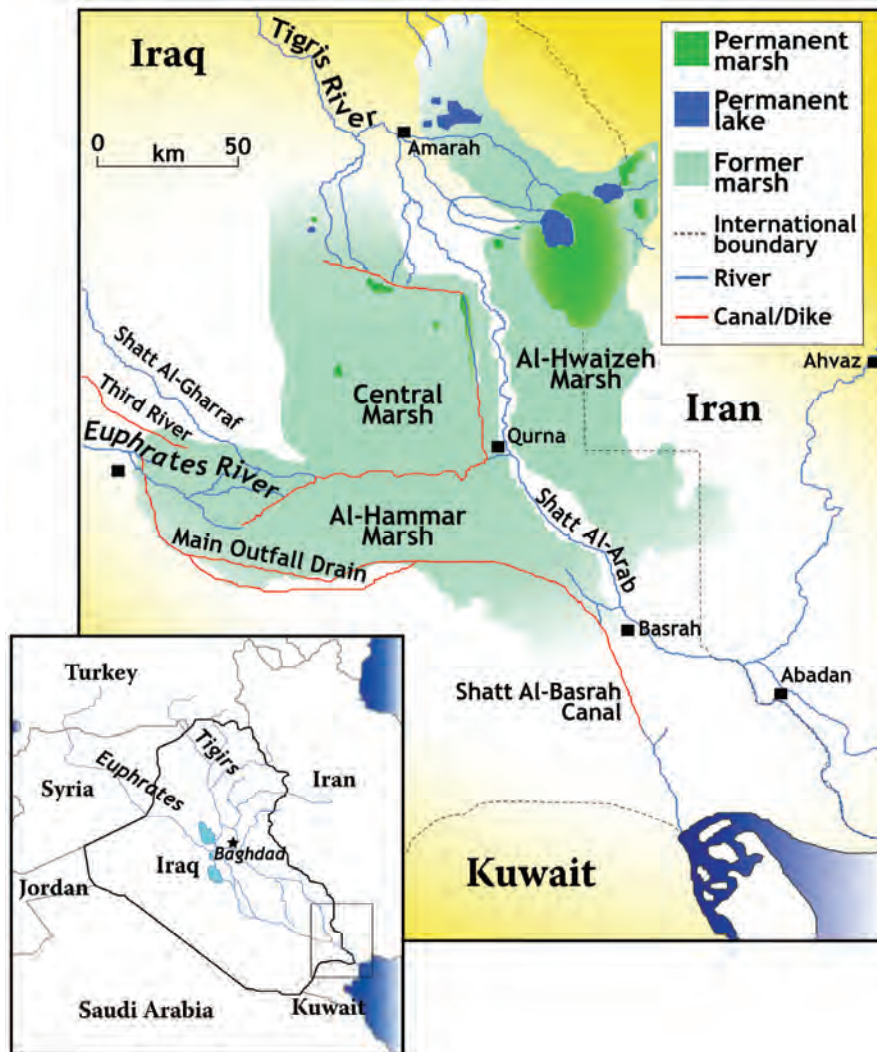 Iraq
Tigris River
0 50
km
Amarah
Permanent
marsh
Permanent
lake
Former
marsh
International
boundary
River
Canal/Dike
Shatt Al-Gharraf
Third River
Euphrates River
Central
Marsh
Al-Hwaizeh
Marsh
Ahvaz
Iran
Qurna
Al-Hammar
Marsh
Shatt Al-Arab
Main Outfall Drain
Basrah
Shatt Al-Basrah
Canal
Abadan
Kuwait
Turkey
Tigirs
Euphrates
Syria
Iran
Baghdad
Iraq
Jordan
Saudi Arabia
Kuwait